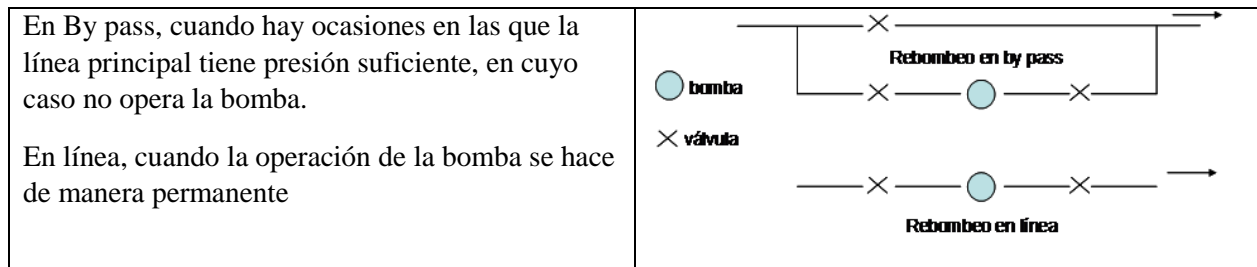 En By pass, cuando hay ocasiones en las que la
línea principal tiene presión suficiente, en cuyo
caso no opera la bomba.
En línea, cuando la operación de la bomba se hace
de manera permanente
Rebombeo en by pass
bomba
válvula
Rebombeo en línea